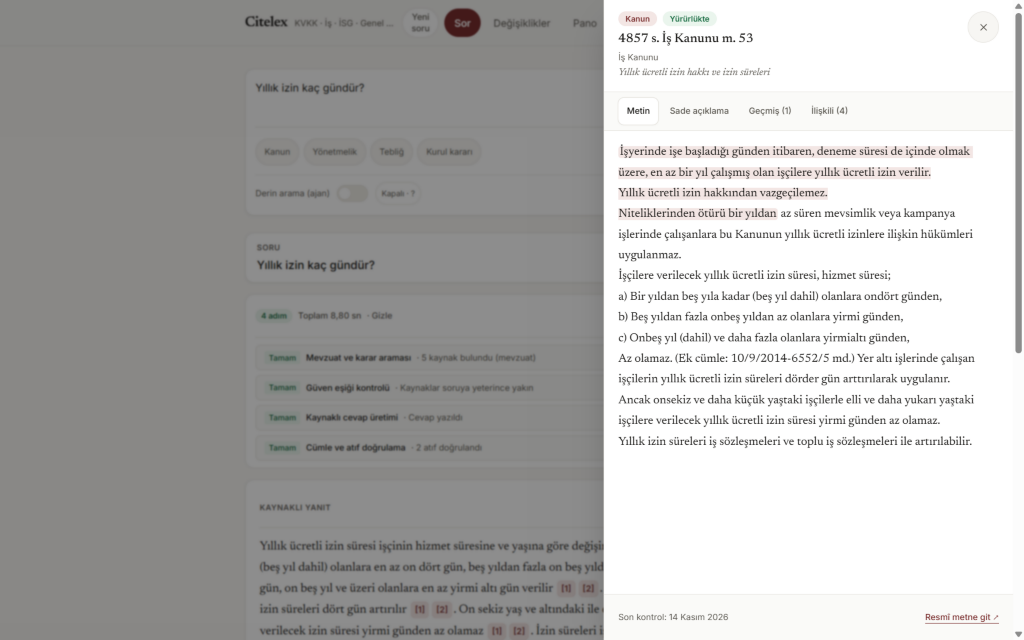 Citelex KVKK · İş · İSG · Genel ... Yeni soru Sor Değişiklikler Pano
Yıllık izin kaç gündür?
Kanun Yönetmelik Tebliğ Kurul kararı
Derin arama (ajan) Kapalı · ?
SORU
Yıllık izin kaç gündür?
4 adım Toplam 8,80 sn · Gizle
Tamam Mevzuat ve karar araması · 5 kaynak bulundu (mevzuat)
Tamam Güven eşiği kontrolü · Kaynaklar soruya yeterince yakın
Tamam Kaynaklı cevap üretimi · Cevap yazıldı
Tamam Cümle ve atıf doğrulama · 2 atıf doğrulandı
KAYNAKLI YANIT
Yıllık ücretli izin süresi işçinin hizmet süresine ve yaşına göre değişir
(beş yıl dahil) olanlara en az on dört gün, beş yıldan fazla on beş yıld
gün, on beş yıl ve üzeri olanlara en az yirmi altı gün verilir [1] [2] .
izin süreleri dört gün artırılır [1] [2] . On sekiz yaş ve altındaki ile
verilecek izin süresi yirmi günden az olamaz [1] [2] . İzin süreleri i
Kanun Yürürlükte
4857 s. İş Kanunu m. 53
İş Kanunu
Yıllık ücretli izin hakkı ve izin süreleri
×
Metin Sade açıklama Geçmiş (1) İlişkili (4)
İşyerinde işe başladığı günden itibaren, deneme süresi de içinde olmak
üzere, en az bir yıl çalışmış olan işçilere yıllık ücretli izin verilir.
Yıllık ücretli izin hakkından vazgeçilemez.
Niteliklerinden ötürü bir yıldan az süren mevsimlik veya kampanya
işlerinde çalışanlara bu Kanunun yıllık ücretli izinlere ilişkin hükümleri
uygulanmaz.
İşçilere verilecek yıllık ücretli izin süresi, hizmet süresi;
a) Bir yıldan beş yıla kadar (beş yıl dahil) olanlara ondört günden,
b) Beş yıldan fazla onbeş yıldan az olanlara yirmi günden,
c) Onbeş yıl (dahil) ve daha fazla olanlara yirmialtı günden,
Az olamaz. (Ek cümle: 10/9/2014-6552/5 md.) Yer altı işlerinde çalışan
işçilerin yıllık ücretli izin süreleri dörder gün arttırılarak uygulanır.
Ancak onsekiz ve daha küçük yaştaki işçilerle elli ve daha yukarı yaştaki
işçilere verilecek yıllık ücretli izin süresi yirmi günden az olamaz.
Yıllık izin süreleri iş sözleşmeleri ve toplu iş sözleşmeleri ile artırılabilir.
Son kontrol: 14 Kasım 2026 Resmî metne git ↗